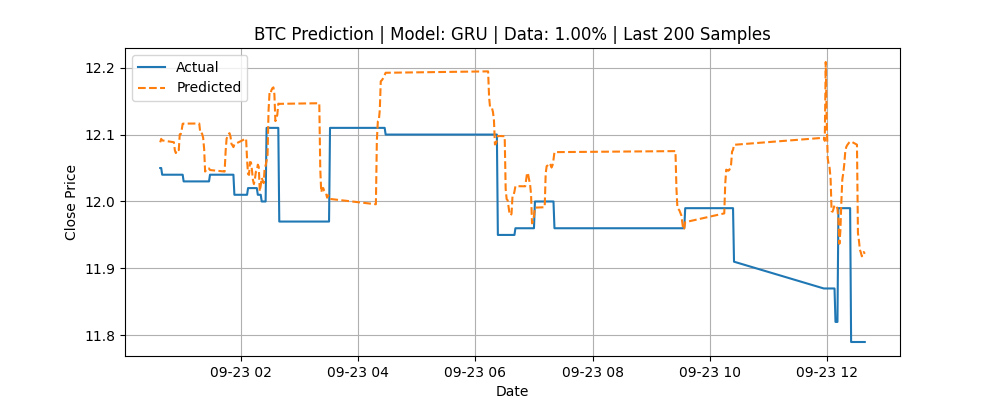 BTC Prediction | Model: GRU | Data: 1.00% | Last 200 Samples
Actual
Predicted
Close Price
12.2
12.1
12.0
11.9
11.8
09-23 02
09-23 04
09-23 06
09-23 08
09-23 10
09-23 12
Date